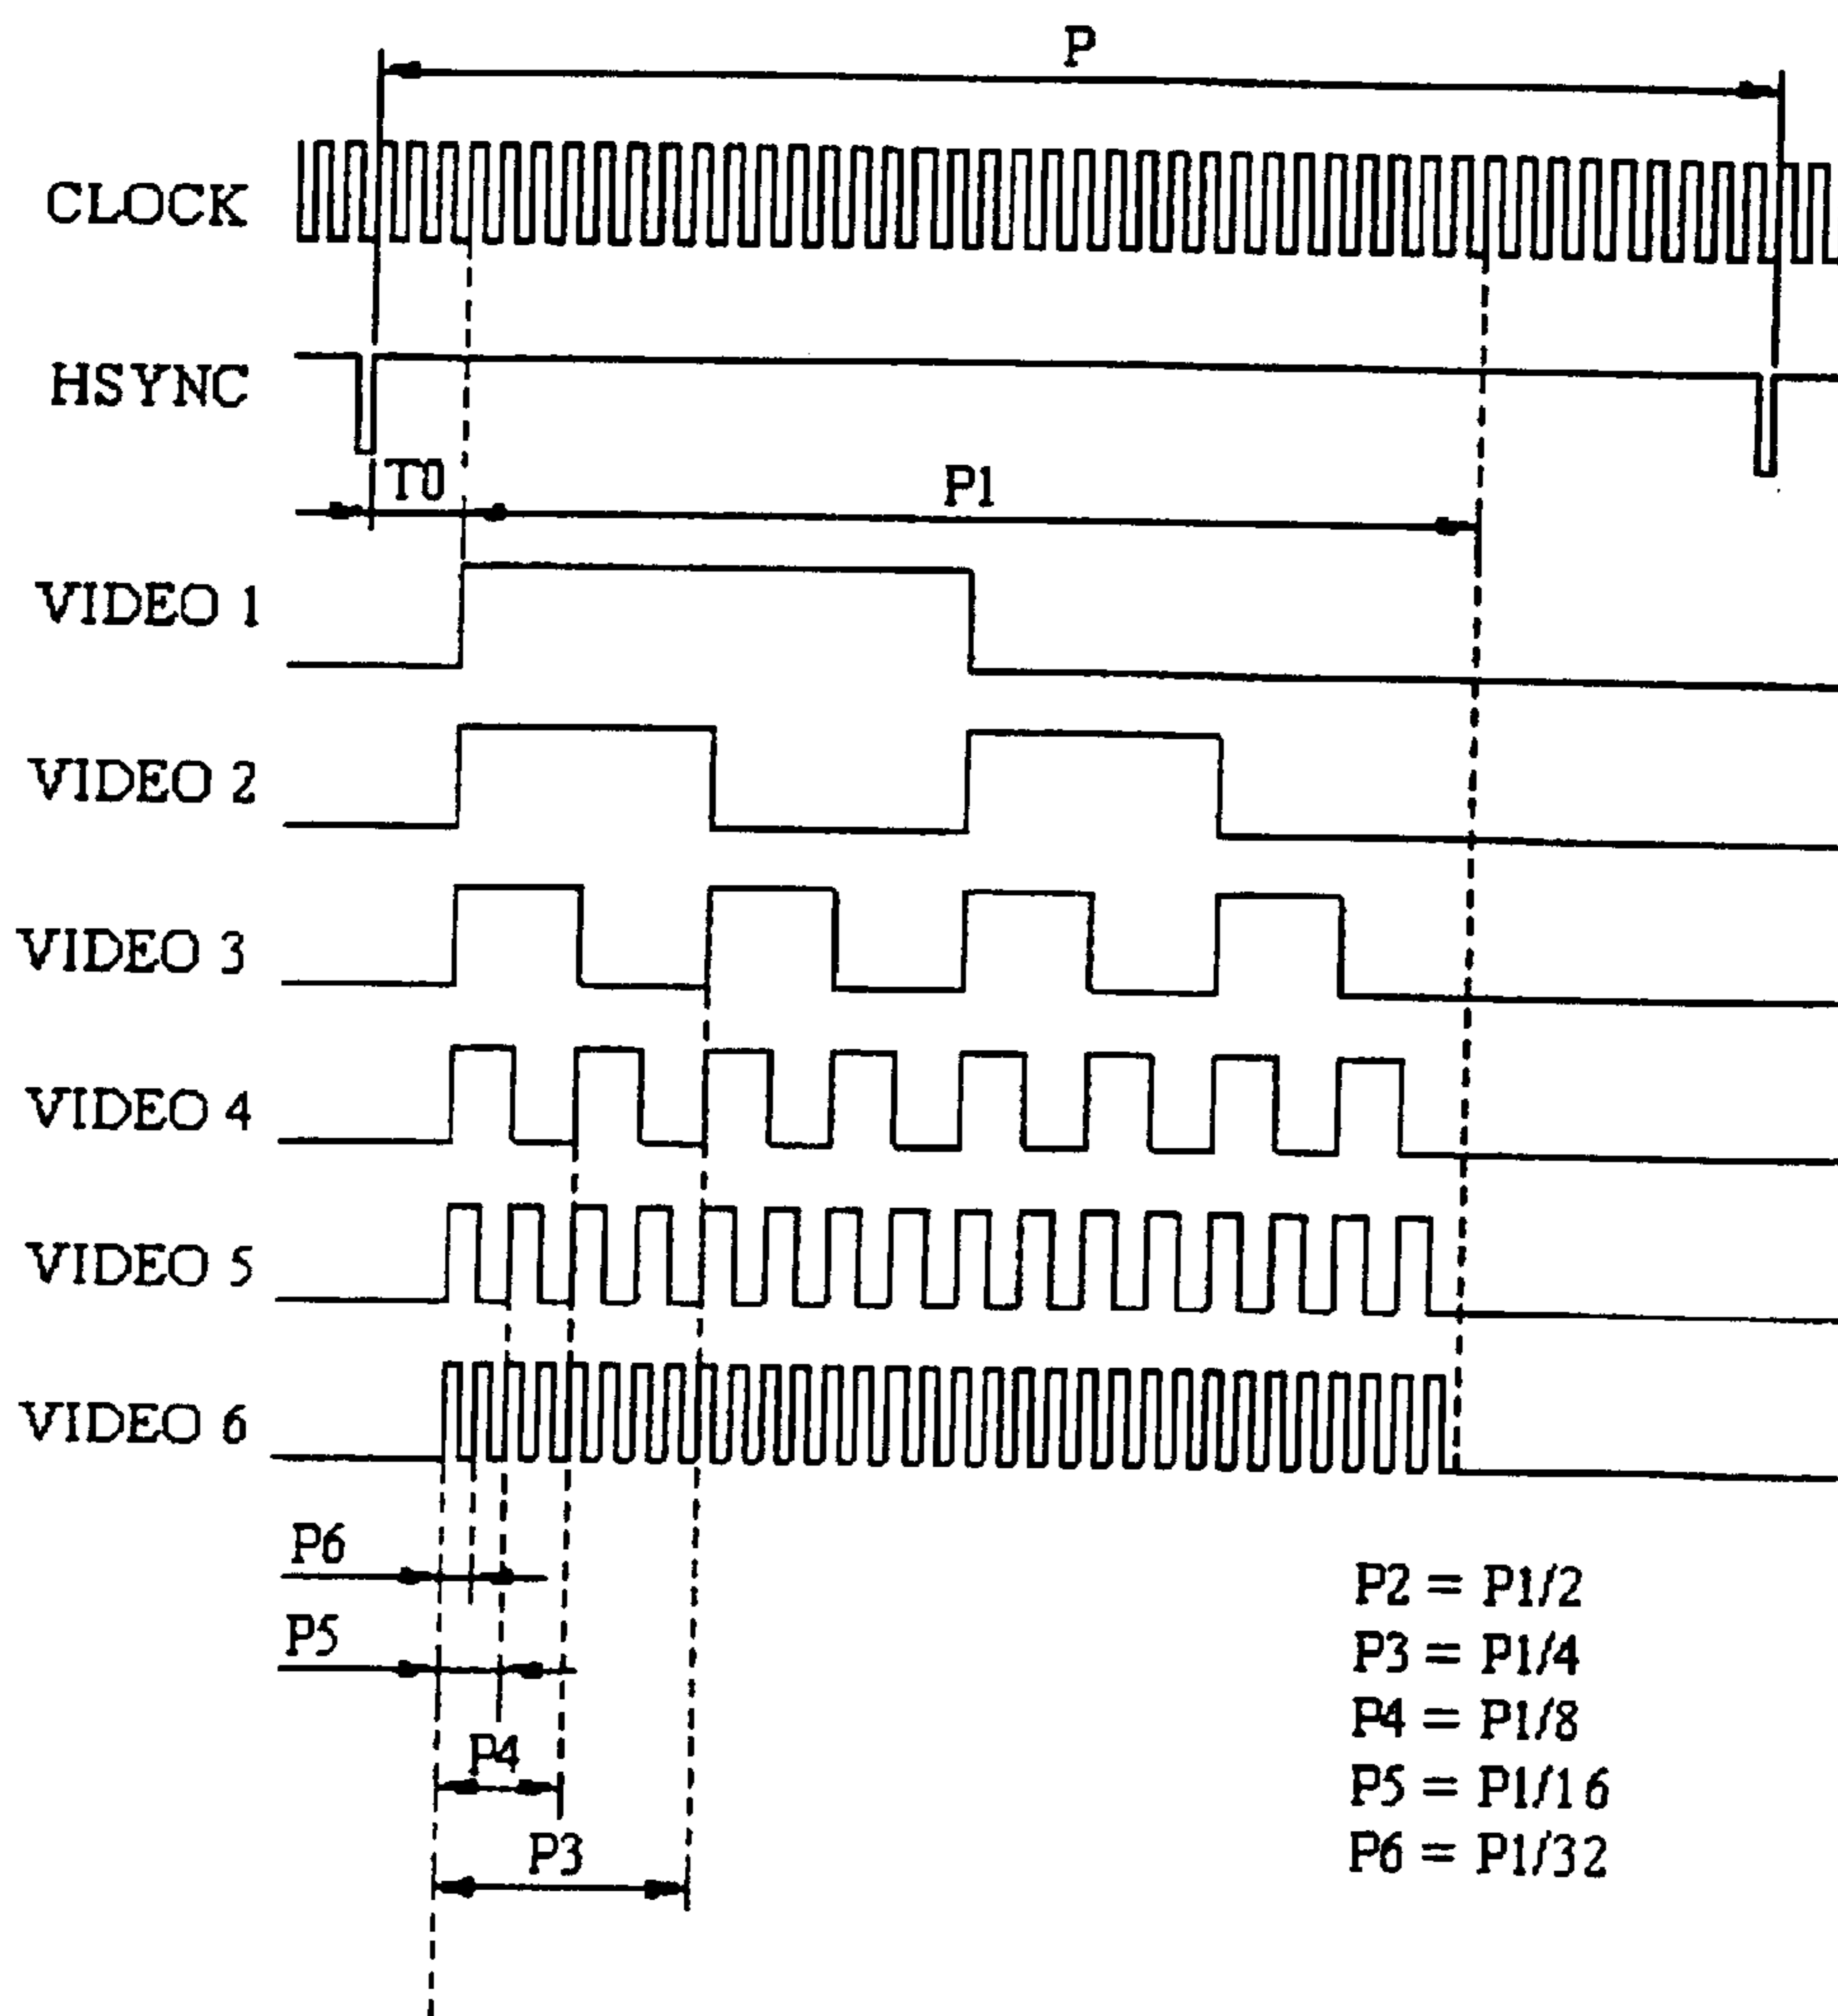 P
CLOCK
HSYNC
T0
P1
VIDEO 1
VIDEO 2
VIDEO 3
VIDEO 4
VIDEO 5
VIDEO 6
P6
P5
P4
P3
P2 = P1/2
P3 = P1/4
P4 = P1/8
P5 = P1/16
P6 = P1/32